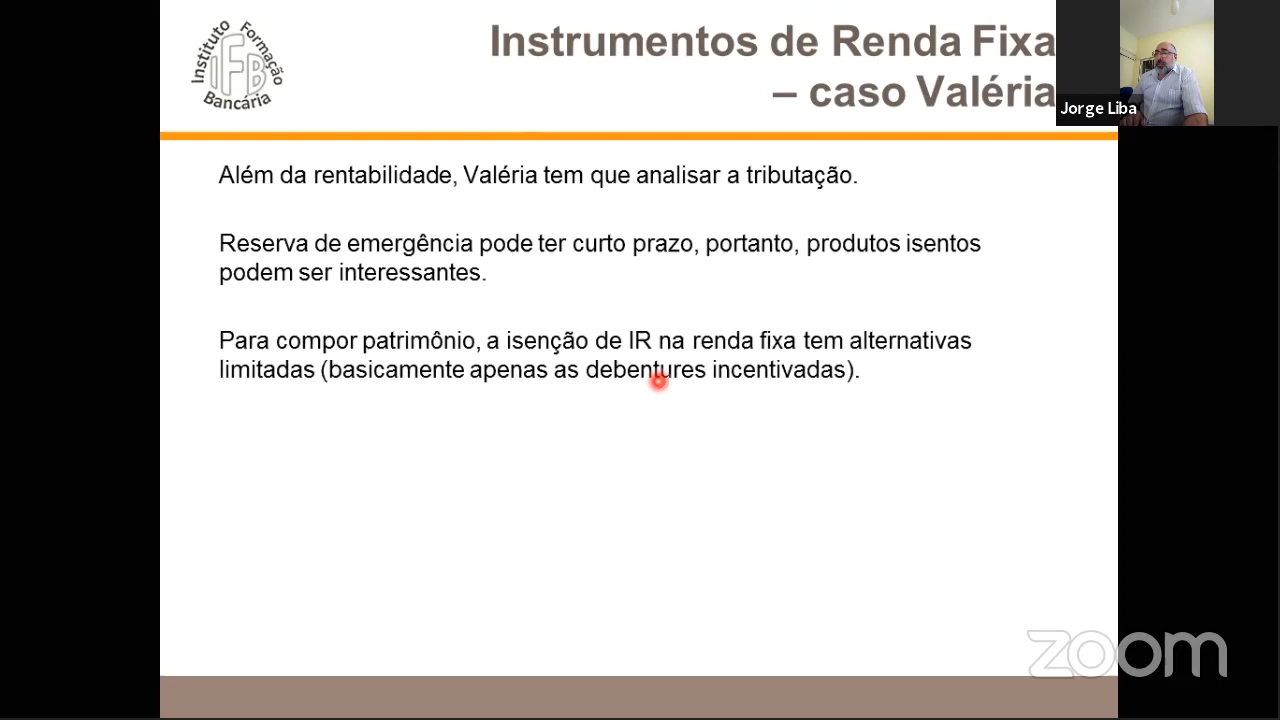 Instituto Formação
IFB
Bancária
Instrumentos de Renda Fixa
– caso Valéria
Jorge Liba
Além da rentabilidade, Valéria tem que analisar a tributação.
Reserva de emergência pode ter curto prazo, portanto, produtos isentos
podem ser interessantes.
Para compor patrimônio, a isenção de IR na renda fixa tem alternativas
limitadas (basicamente apenas as debentures incentivadas).
zoom